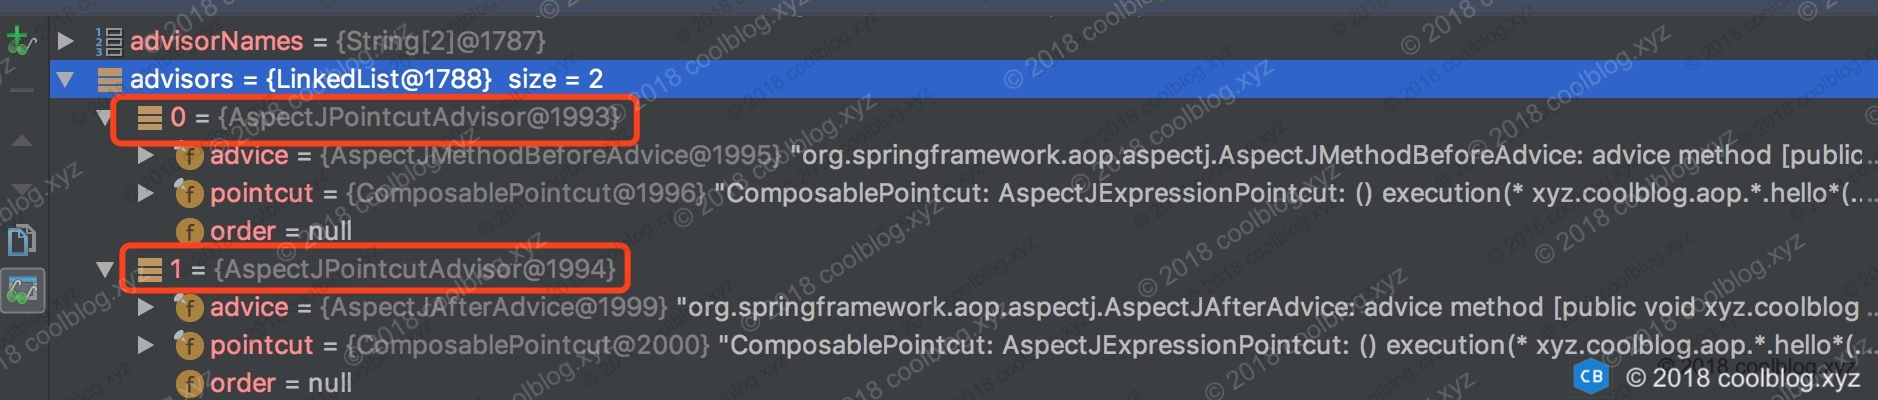 advisorNames = {String[2]@1787}
advisors = {LinkedList@1788} size = 2
0 = {AspectJPointcutAdvisor@1993}
advice = {AspectJMethodBeforeAdvice@1995} "org.springframework.aop.aspectj.AspectJMethodBeforeAdvice: advice method [public ...
pointcut = {ComposablePointcut@1996} "ComposablePointcut: AspectJExpressionPointcut: () execution(* xyz.coolblog.aop.*.hello*(...
order = null
1 = {AspectJPointcutAdvisor@1994}
advice = {AspectJAfterAdvice@1999} "org.springframework.aop.aspectj.AspectJAfterAdvice: advice method [public void xyz.coolblog ...
pointcut = {ComposablePointcut@2000} "ComposablePointcut: AspectJExpressionPointcut: () execution(* xyz.coolblog.aop.*.hello*(...
order = null
CB © 2018 coolblog.xyz